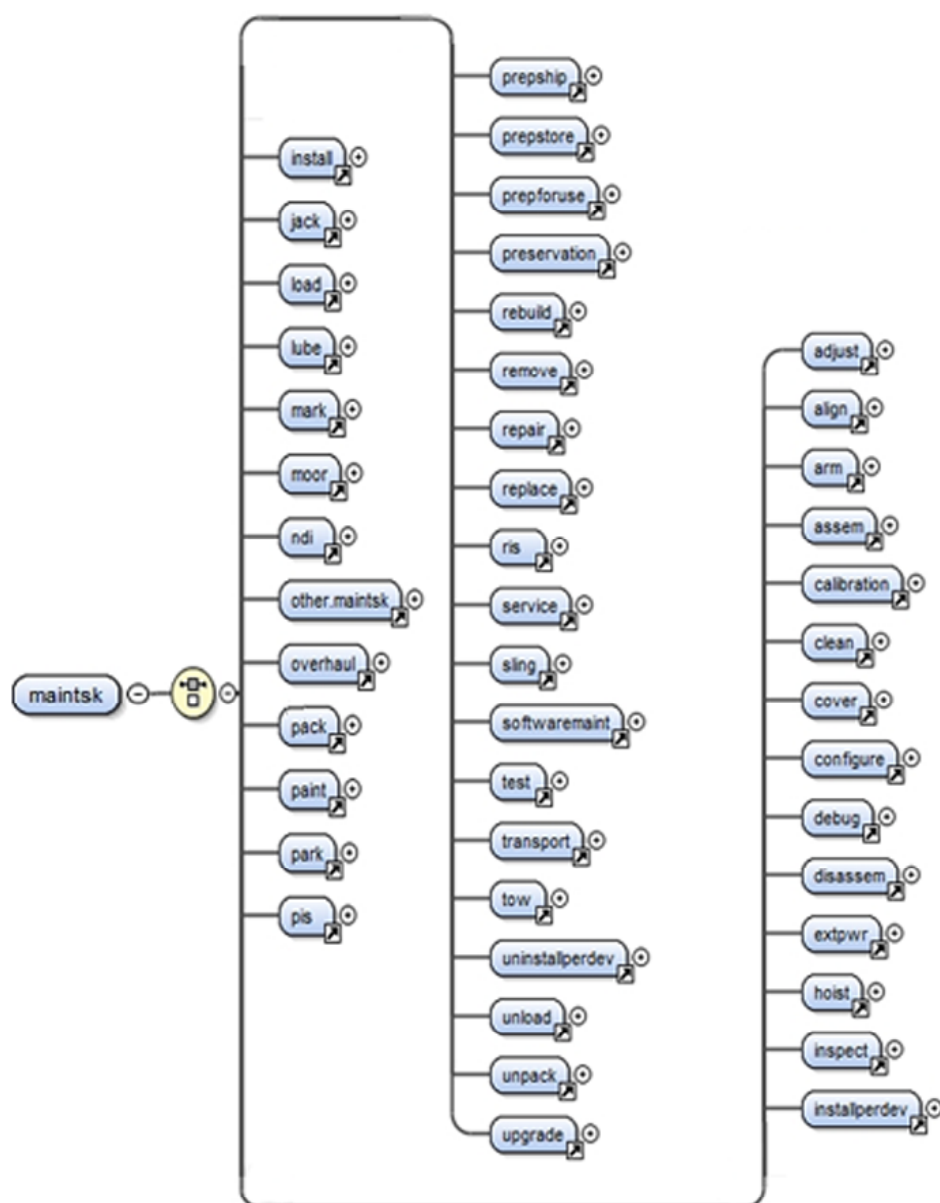 maintsk
install
jack
load
lube
mark
moor
ndi
other.maintsk
overhaul
pack
paint
park
pis
prepship
prepstore
prepforuse
preservation
rebuild
remove
repair
replace
ris
service
sling
softwaremaint
test
transport
tow
uninstallperdev
unload
unpack
upgrade
adjust
align
arm
assem
calibration
clean
cover
configure
debug
disassem
extpwr
hoist
inspect
installperdev